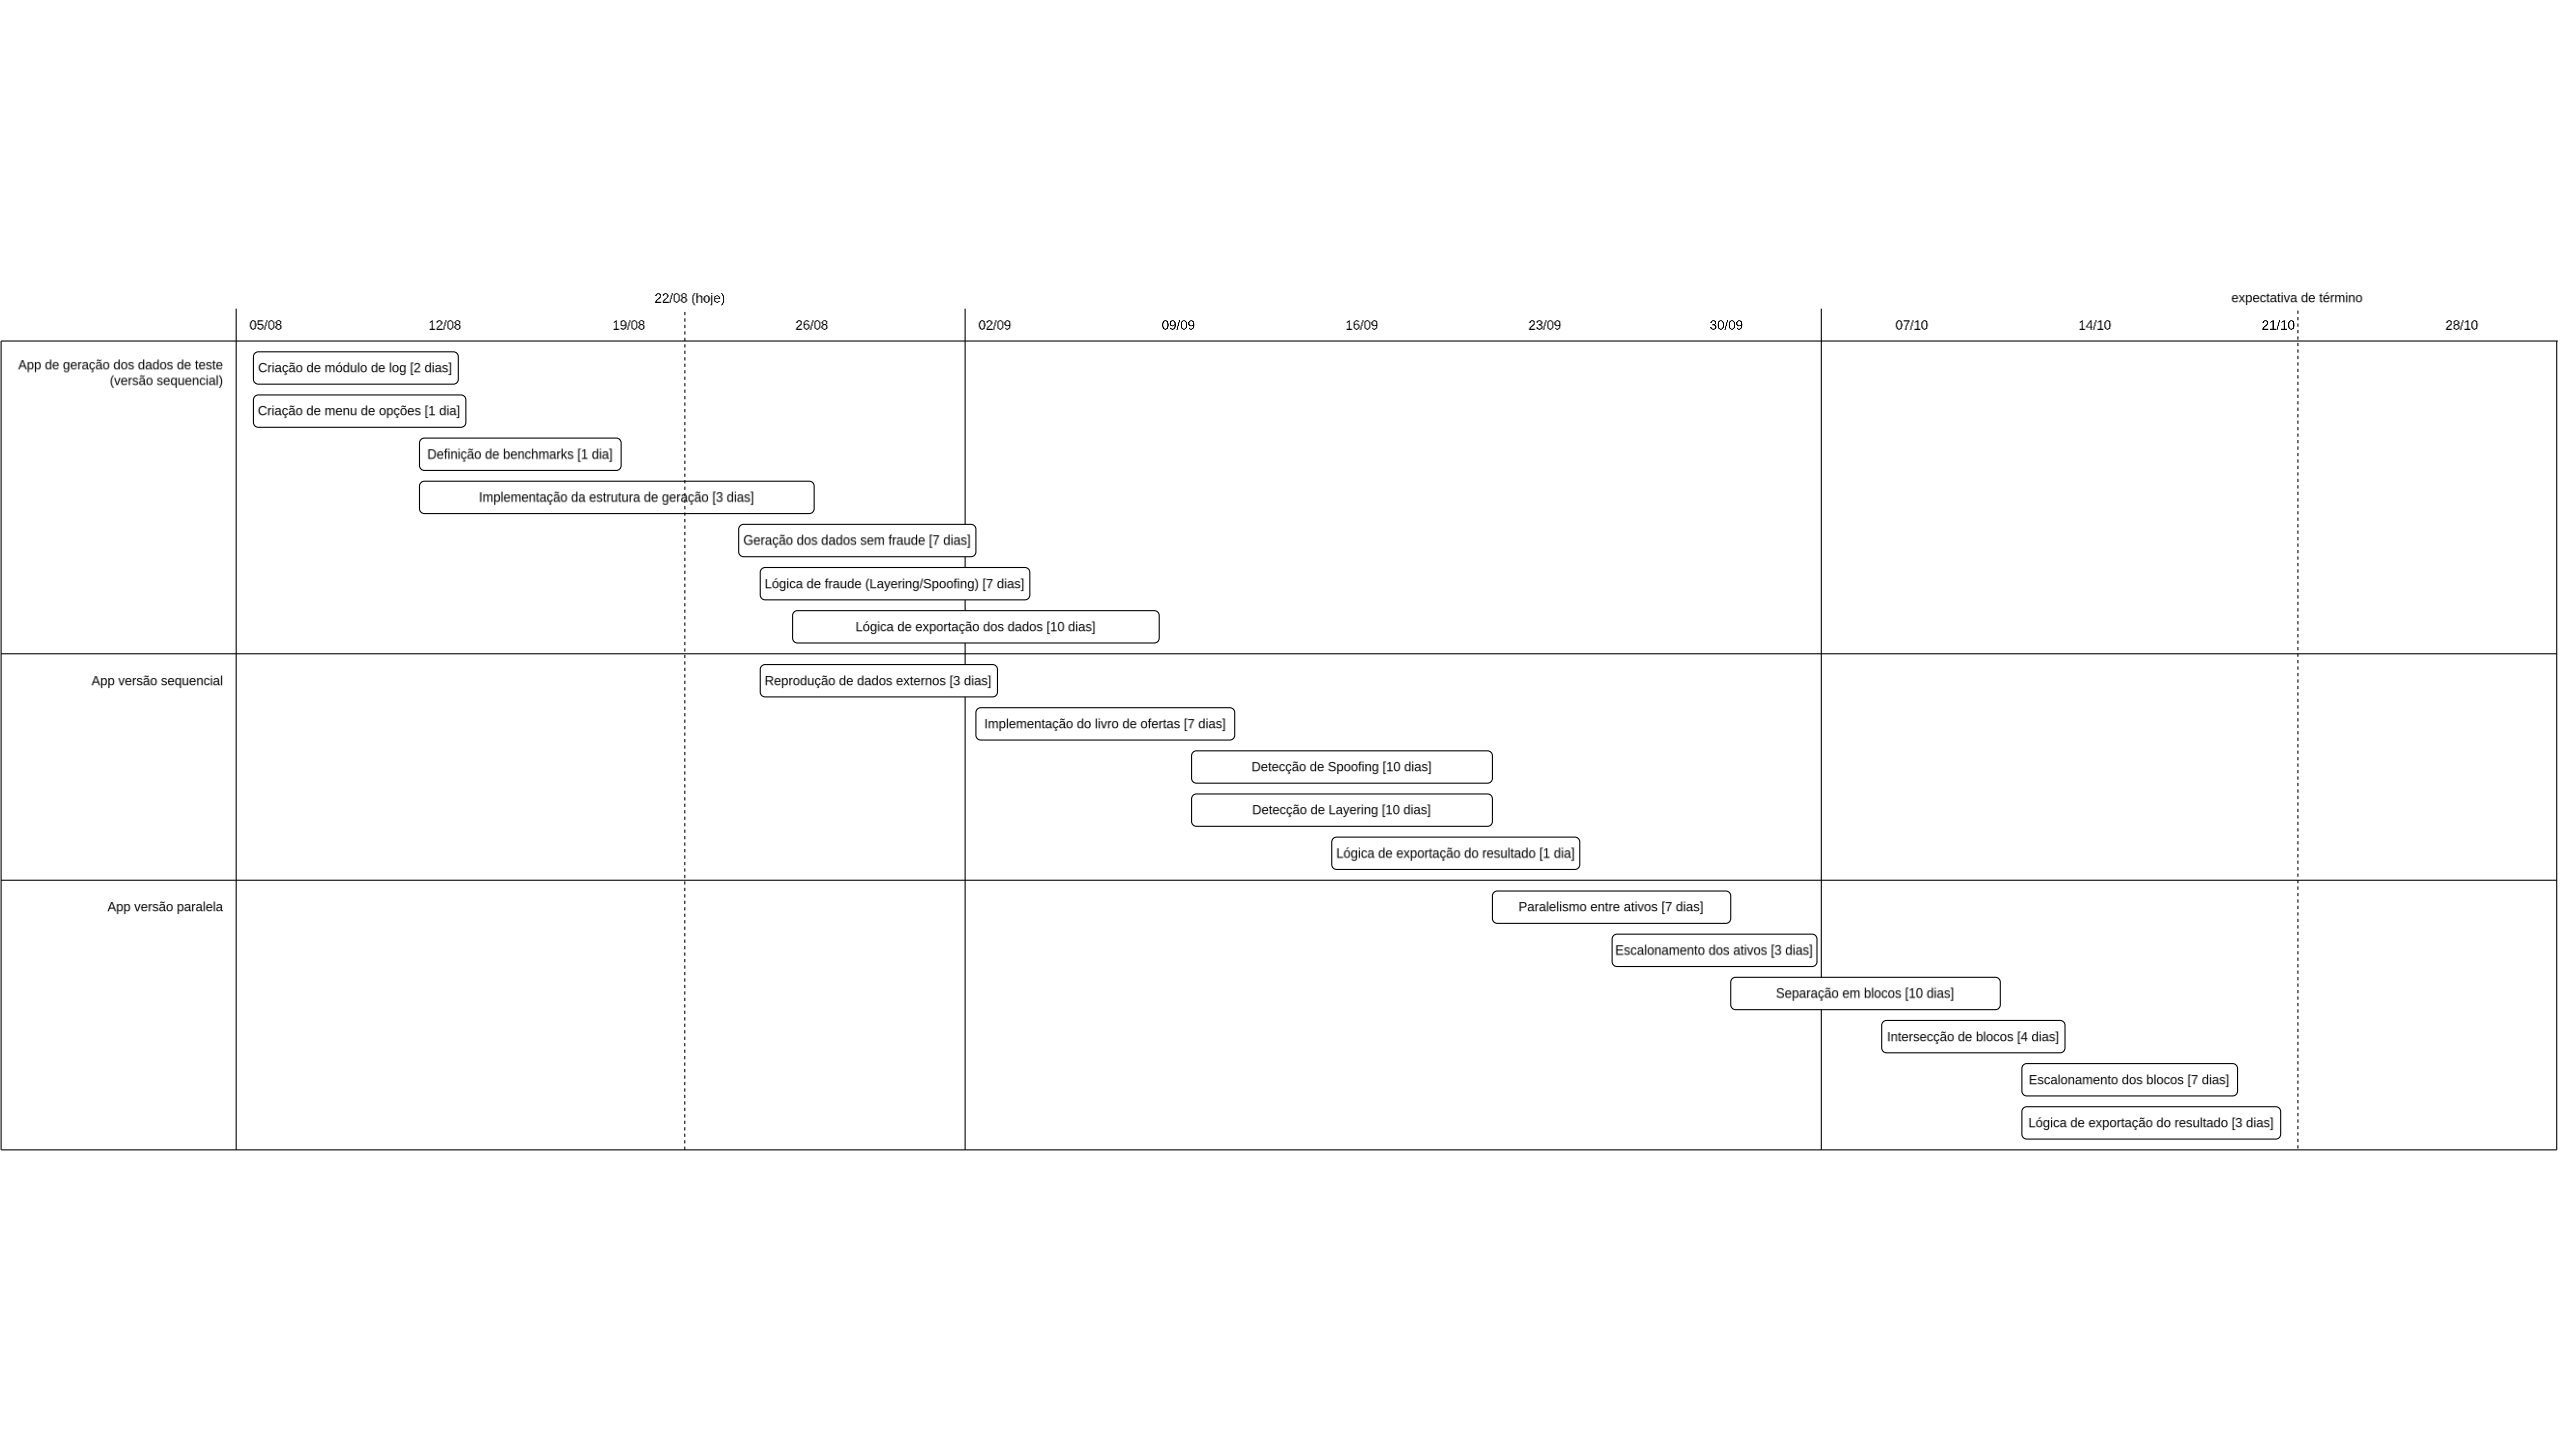 22/08 (hoje)
expectativa de término
05/08
12/08
19/08
26/08
02/09
09/09
16/09
23/09
30/09
07/10
14/10
21/10
28/10
App de geração dos dados de teste
(versão sequencial)
Criação de módulo de log [2 dias]
Criação de menu de opções [1 dia]
Definição de benchmarks [1 dia]
Implementação da estrutura de geração [3 dias]
Geração dos dados sem fraude [7 dias]
Lógica de fraude (Layering/Spoofing) [7 dias]
Lógica de exportação dos dados [10 dias]
App versão sequencial
Reprodução de dados externos [3 dias]
Implementação do livro de ofertas [7 dias]
Detecção de Spoofing [10 dias]
Detecção de Layering [10 dias]
Lógica de exportação do resultado [1 dia]
App versão paralela
Paralelismo entre ativos [7 dias]
Escalonamento dos ativos [3 dias]
Separação em blocos [10 dias]
Intersecção de blocos [4 dias]
Escalonamento dos blocos [7 dias]
Lógica de exportação do resultado [3 dias]